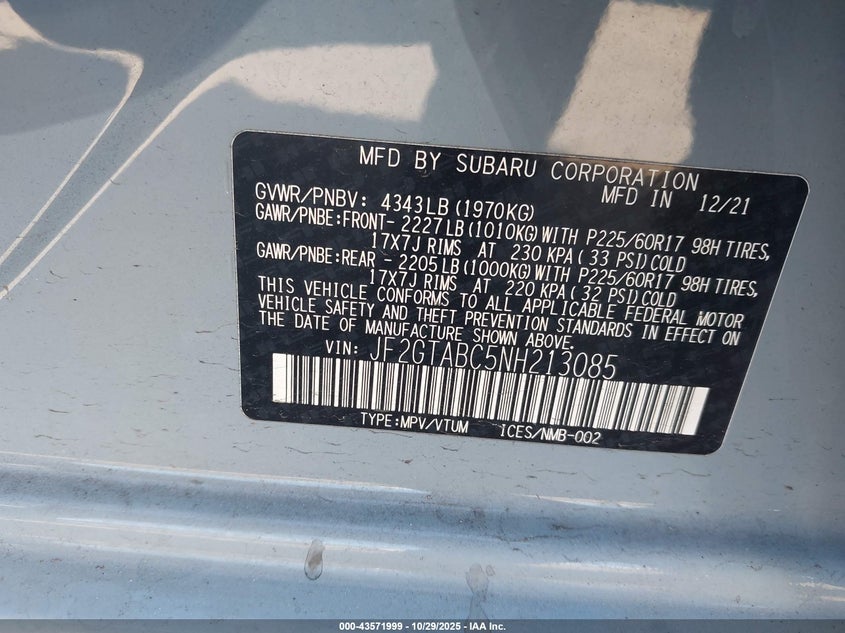 MFD BY SUBARU CORPORATION
MFD IN 12/21
GVWR/PNBV: 4343LB(1970KG)
GAWR/PNBE:FRONT- 2227LB(1010KG)WITH P225/60R17 98H TIRES,
17X7J RIMS AT 230 KPA( 33 PSI)COLD
GAWR/PNBE:REAR - 2205LB(1000KG)WITH P225/60R17 98H TIRES,
17X7J RIMS AT 220 KPA( 32 PSI)COLD
THIS VEHICLE CONFORMS TO ALL APPLICABLE FEDERAL MOTOR
VEHICLE SAFETY AND THEFT PREVENTION STANDARDS IN EFFECT ON
THE DATE OF MANUFACTURE SHOWN ABOVE.
VIN: JF2GTABC5NH213085
TYPE:MPV/VTUM ICES/NMB-002
000-43571999 | 10/29/2025 - IAA Inc.